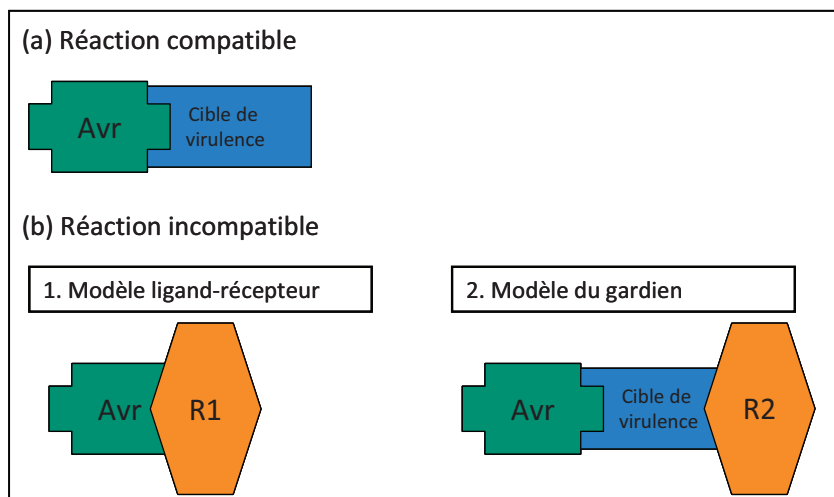 (a) Réaction compatible
Avr
Cible de
virulence
(b) Réaction incompatible
1. Modèle ligand-récepteur
2. Modèle du gardien
Avr
R1
Avr
Cible de
virulence
R2